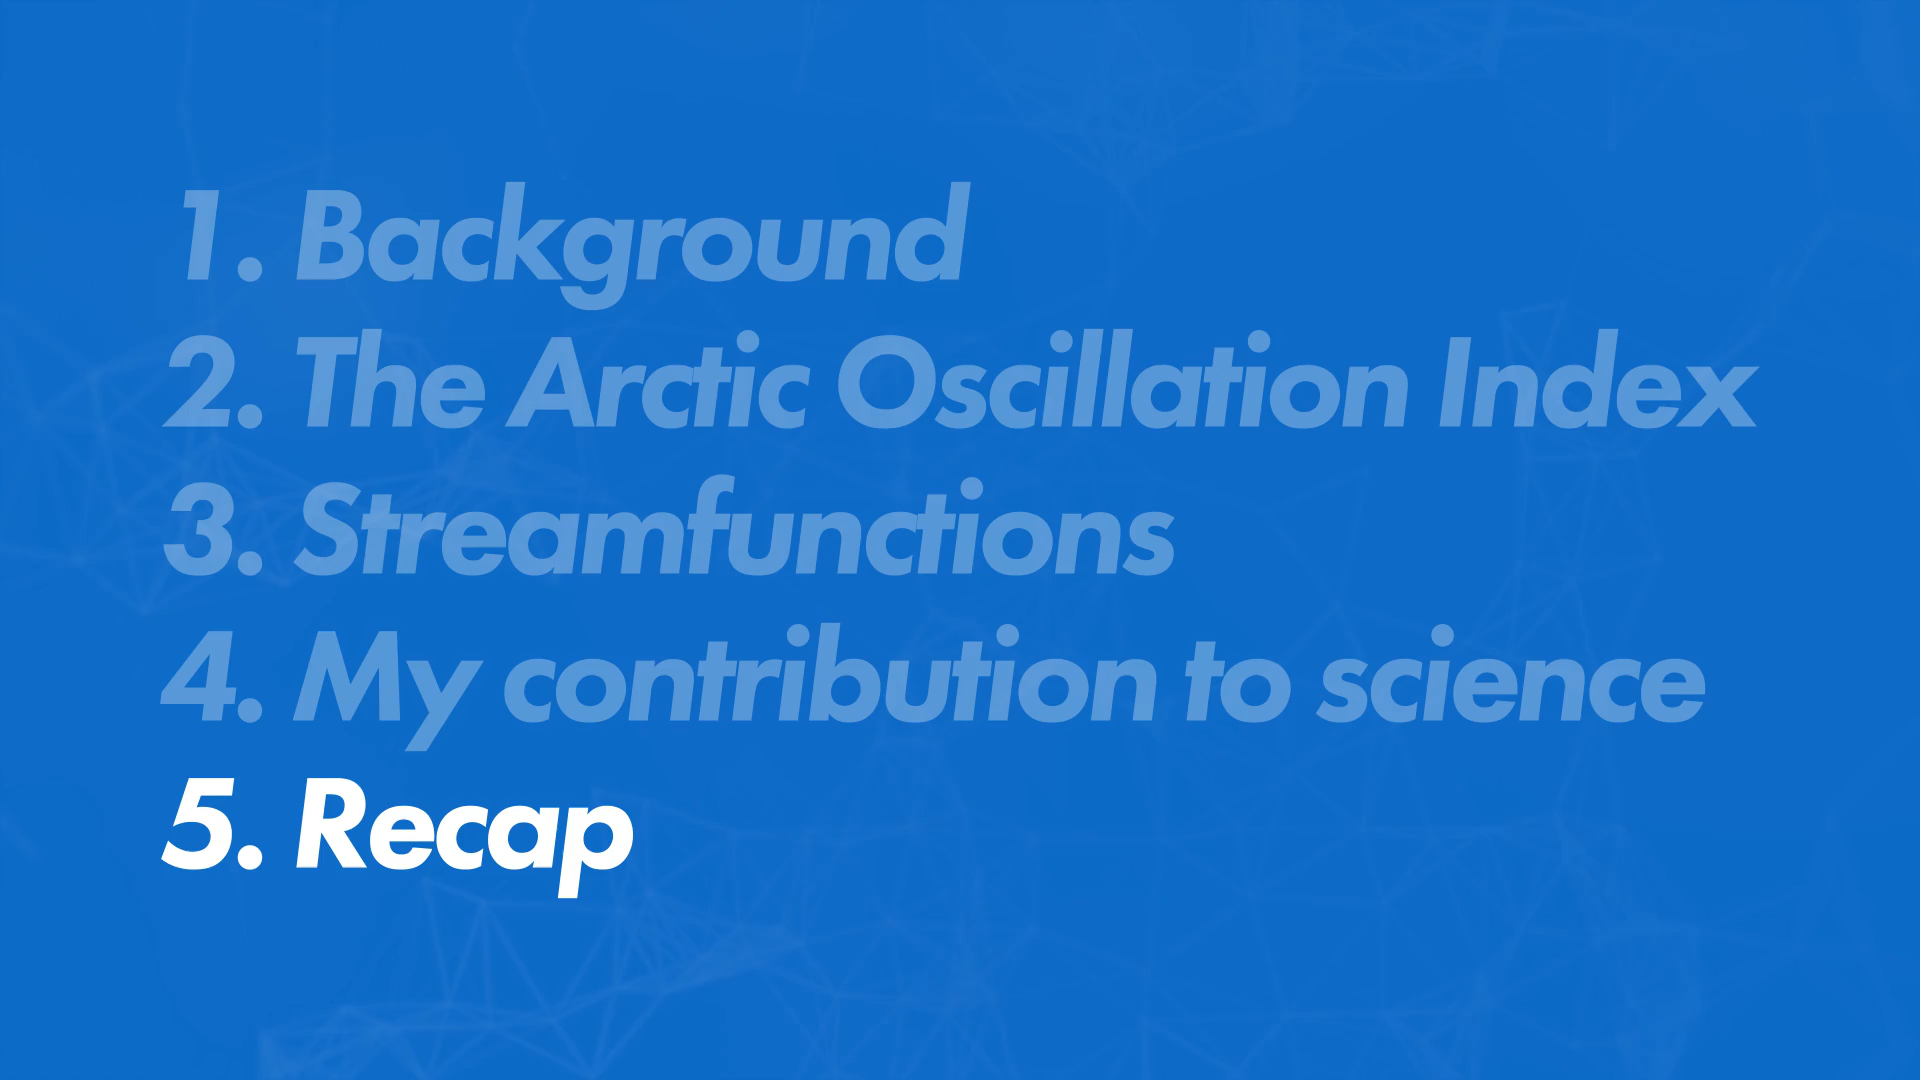 1. Background
2. The Arctic Oscillation Index
3. Streamfunctions
4. My contribution to science
5. Recap